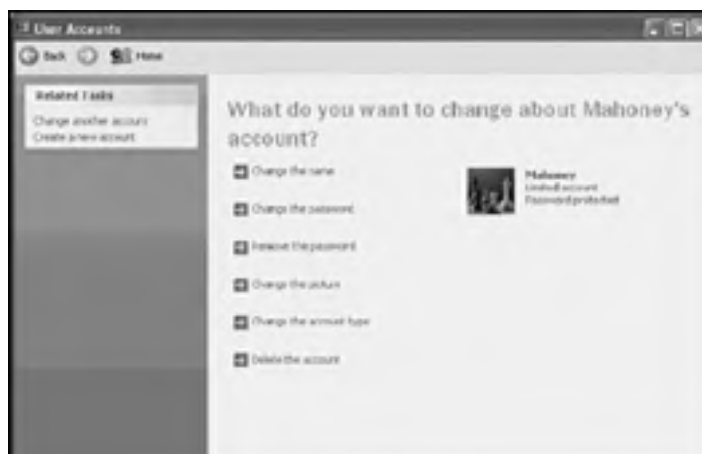 User Accounts
Back
Home
Related Tasks
Change another account
Create a new account
What do you want to change about Mahoney's
account?
Change the name
Change the password
Remove the password
Change the picture
Change the account type
Delete the account
Mahoney
Limited account
Password protected